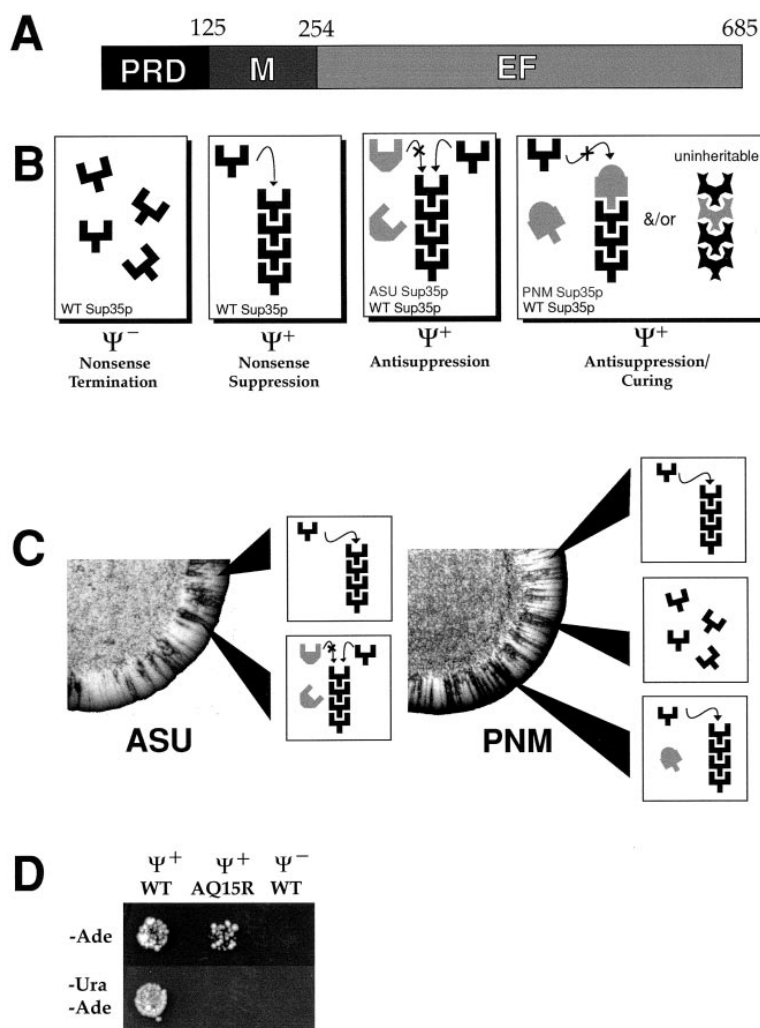 A
125 254 685
PRD M EF
B
WT Sup35p
Ψ−
Nonsense
Termination
WT Sup35p
Ψ+
Nonsense
Suppression
ASU Sup35p
WT Sup35p
Ψ+
Antisuppression
uninheritable
&/or
PNM Sup35p
WT Sup35p
Ψ+
Antisuppression/
Curing
C
ASU
PNM
D
Ψ+ Ψ+ Ψ−
WT AQ15R WT
-Ade
-Ura
-Ade